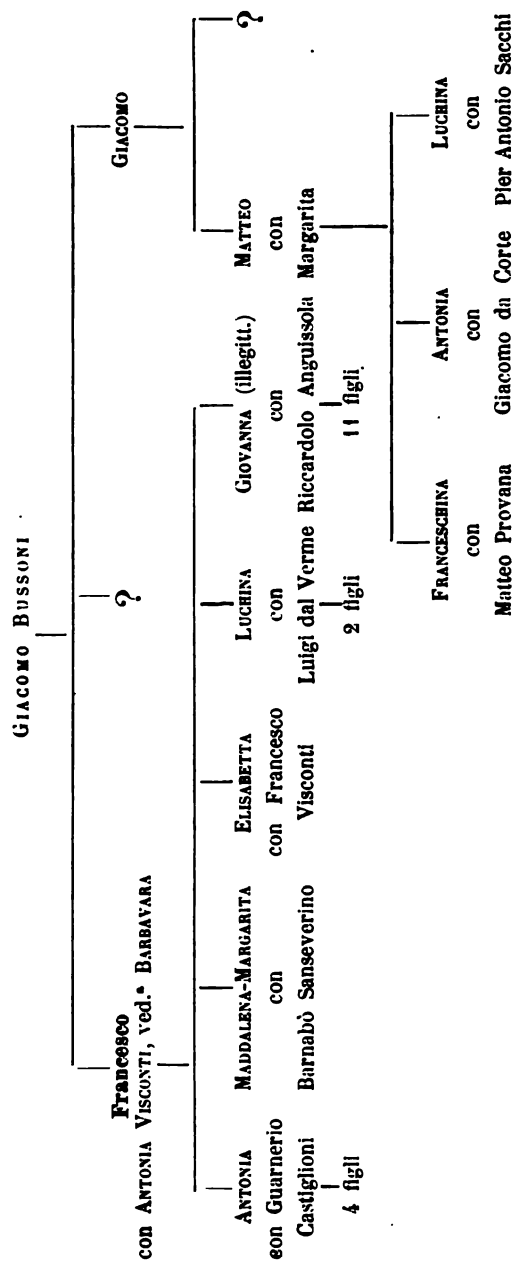 GIACOMO BUSSONI
Francesco
con ANTONIA VISCONTI, ved.ª BARBAVARA
?
GIACOMO
ANTONIA
con Guarnerio
Castiglioni
4 figli
MADDALENA-MARGARITA
con
Barnabò Sanseverino
ELISABETTA
con Francesco
Visconti
LUCHINA
con
Luigi dal Verme
2 figli
GIOVANNA (illegitt.)
con
Riccardolo Anguissola
11 figli
MATTEO
con
Margarita
?
FRANCESCHINA
con
Matteo Provana
ANTONIA
con
Giacomo da Corte
LUCHINA
con
Pier Antonio Sacchi